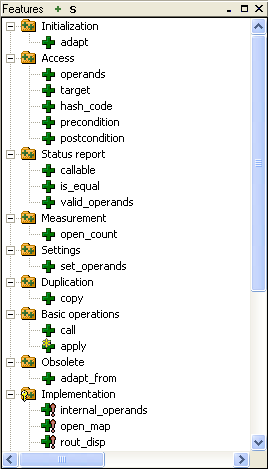 Features + S
Initialization
adapt
Access
operands
target
hash_code
precondition
postcondition
Status report
callable
is_equal
valid_operands
Measurement
open_count
Settings
set_operands
Duplication
copy
Basic operations
call
apply
Obsolete
adapt_from
Implementation
internal_operands
open_map
rout_disp